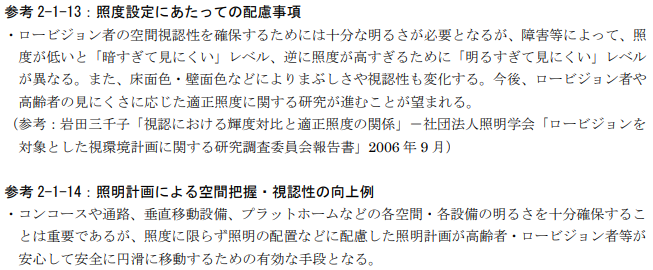 参考 2-1-13：照度設定にあたっての配慮事項
・ロービジョン者の空間視認性を確保するためには十分な明るさが必要となるが、障害等によって、照
度が低いと「暗すぎて見にくい」レベル、逆に照度が高すぎるために「明るすぎて見にくい」レベル
が異なる。また、床面色・壁面色などによりまぶしさや視認性も変化する。今後、ロービジョン者や
高齢者の見にくさに応じた適正照度に関する研究が進むことが望まれる。
（参考：岩田三千子「視認における輝度対比と適正照度の関係」－社団法人照明学会「ロービジョンを
対象とした視環境計画に関する研究調査委員会報告書」2006 年 9 月）
参考 2-1-14：照明計画による空間把握・視認性の向上例
・コンコースや通路、垂直移動設備、プラットホームなどの各空間・各設備の明るさを十分確保するこ
とは重要であるが、照度に限らず照明の配置などに配慮した照明計画が高齢者・ロービジョン者等が
安心して安全に円滑に移動するための有効な手段となる。